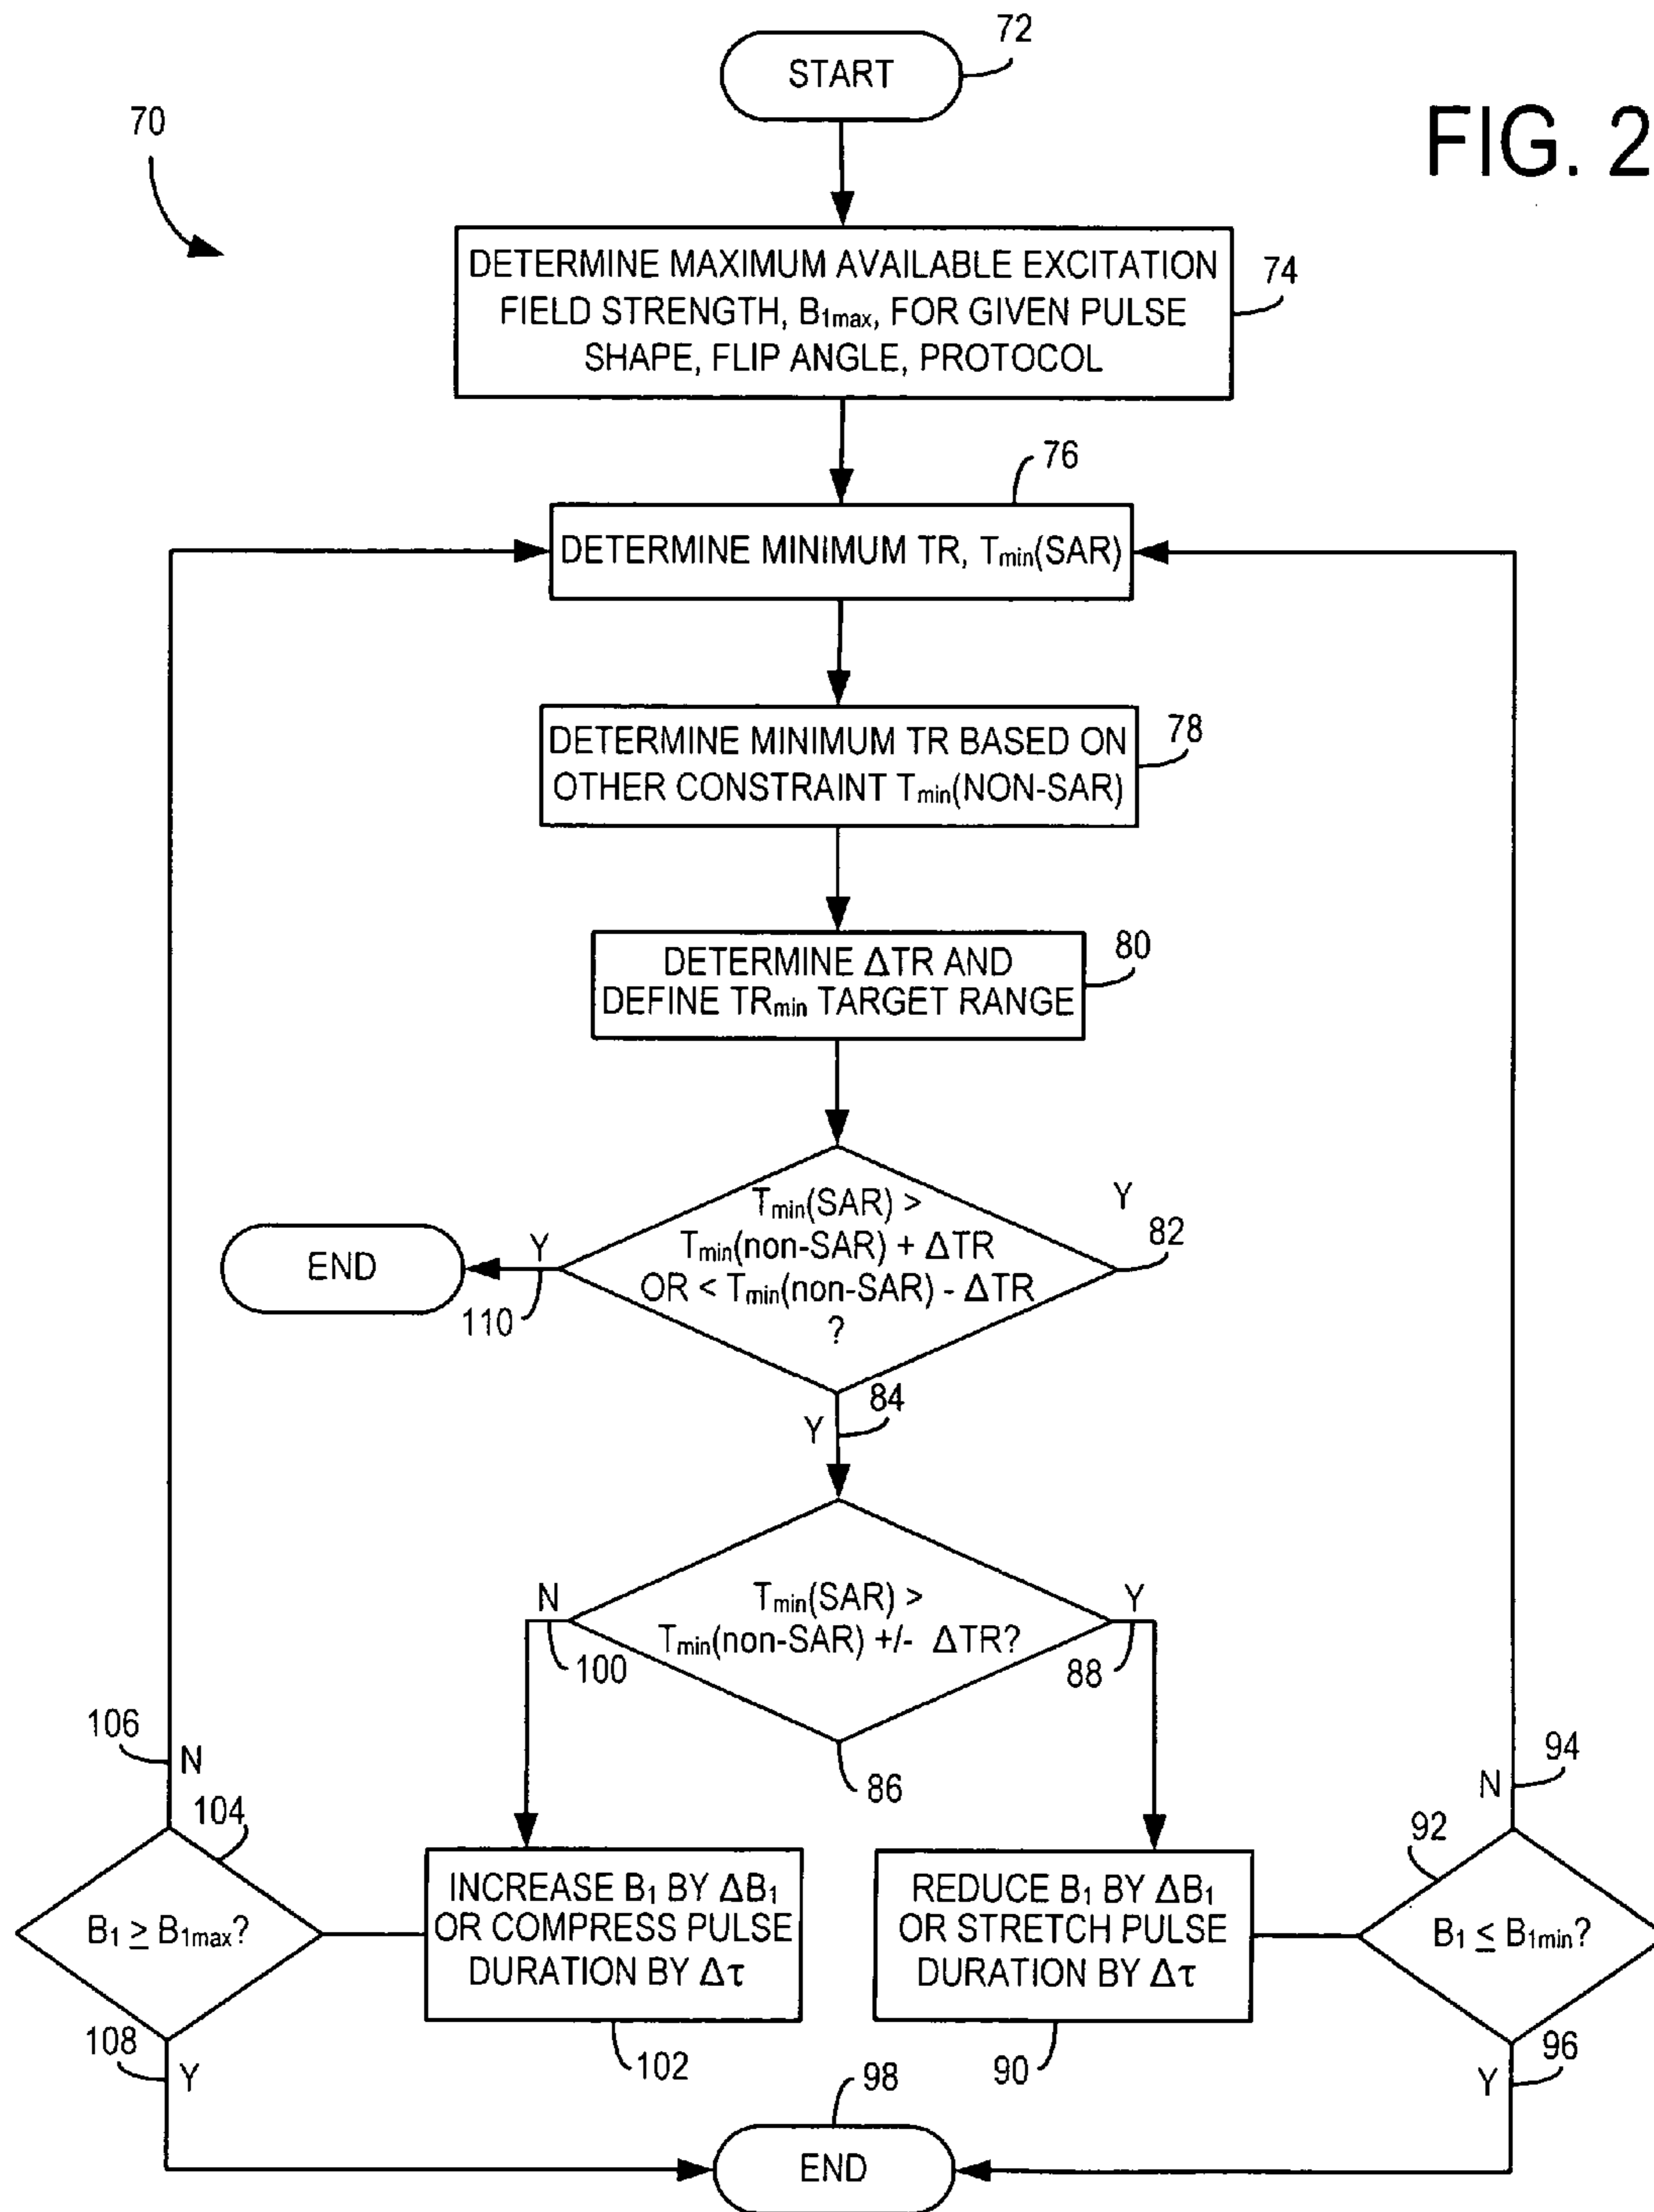 72
START
70
FIG. 2
DETERMINE MAXIMUM AVAILABLE EXCITATION
FIELD STRENGTH, B1max, FOR GIVEN PULSE
SHAPE, FLIP ANGLE, PROTOCOL
74
76
DETERMINE MINIMUM TR, Tmin(SAR)
DETERMINE MINIMUM TR BASED ON
OTHER CONSTRAINT Tmin(NON-SAR)
78
DETERMINE ΔTR AND
DEFINE TRmin TARGET RANGE
80
Tmin(SAR) >
Tmin(non-SAR) + ΔTR
OR < Tmin(non-SAR) - ΔTR
?
Y
82
END
Y
110
84
Y
Tmin(SAR) >
Tmin(non-SAR) +/- ΔTR?
N
100
Y
88
86
106
N
94
N
104
92
B1 ≥ B1max?
INCREASE B1 BY ΔB1
OR COMPRESS PULSE
DURATION BY Δτ
REDUCE B1 BY ΔB1
OR STRETCH PULSE
DURATION BY Δτ
B1 ≤ B1min?
108
Y
102
90
96
Y
98
END